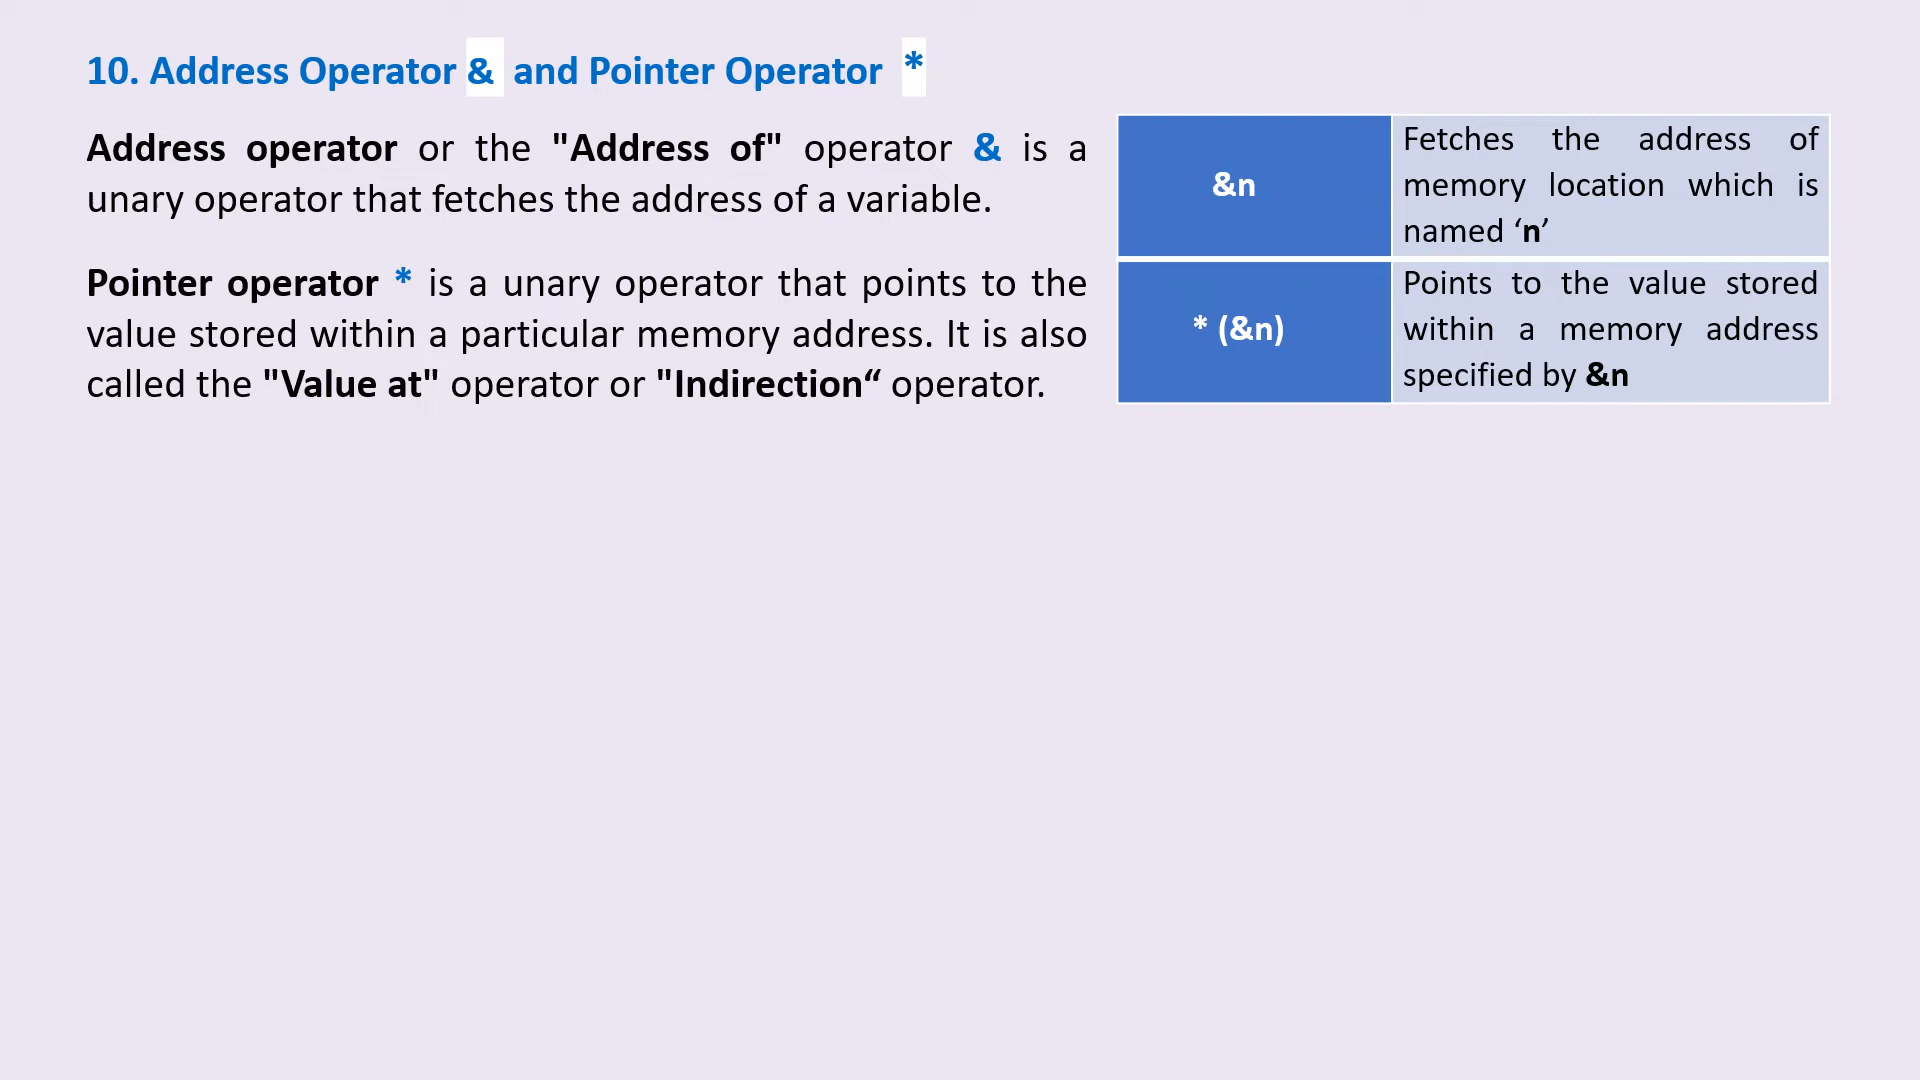 10. Address Operator & and Pointer Operator *
Address operator or the "Address of" operator & is a
unary operator that fetches the address of a variable.
Pointer operator * is a unary operator that points to the
value stored within a particular memory address. It is also
called the "Value at" operator or "Indirection“ operator.
&n
Fetches the address of
memory location which is
named ‘n’
* (&n)
Points to the value stored
within a memory address
specified by &n